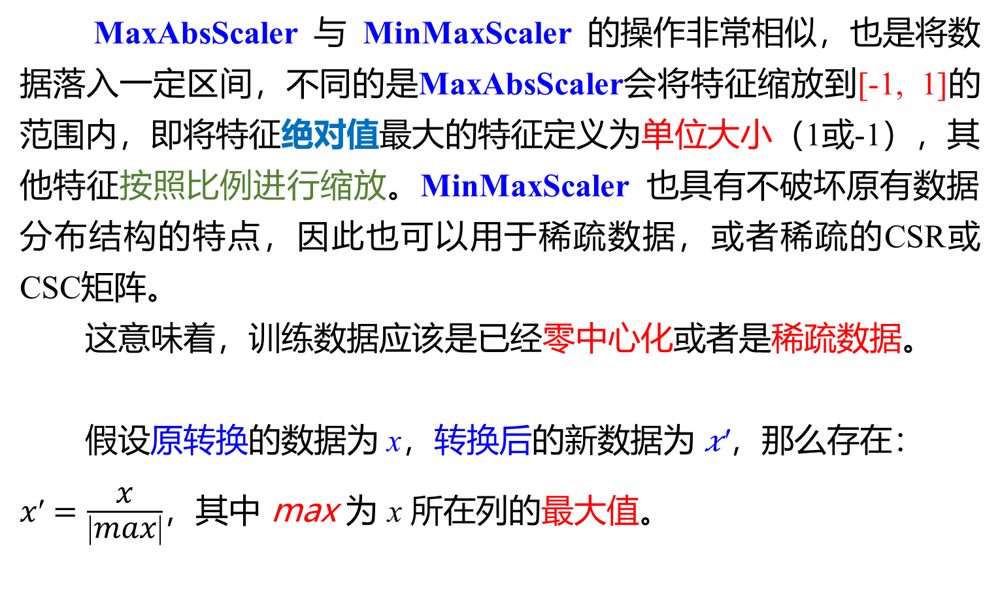 MaxAbsScaler 与 MinMaxScaler 的操作非常相似，也是将数
据落入一定区间，不同的是MaxAbsScaler会将特征缩放到[-1, 1]的
范围内，即将特征绝对值最大的特征定义为单位大小（1或-1），其
他特征按照比例进行缩放。MinMaxScaler 也具有不破坏原有数据
分布结构的特点，因此也可以用于稀疏数据，或者稀疏的CSR或
CSC矩阵。
这意味着，训练数据应该是已经零中心化或者是稀疏数据。
假设原转换的数据为 x，转换后的新数据为 x′，那么存在：
x′ = x/|max|，其中 max 为 x 所在列的最大值。